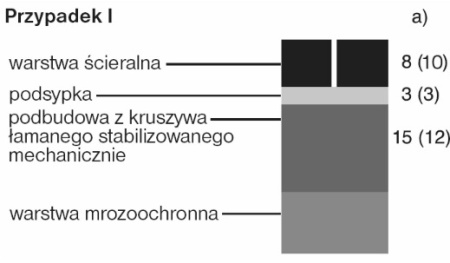 Przypadek I
a)
warstwa ścieralna
8 (10)
podsypka
3 (3)
podbudowa z kruszywa
łamanego stabilizowanego
mechanicznie
15 (12)
warstwa mrozoochronna